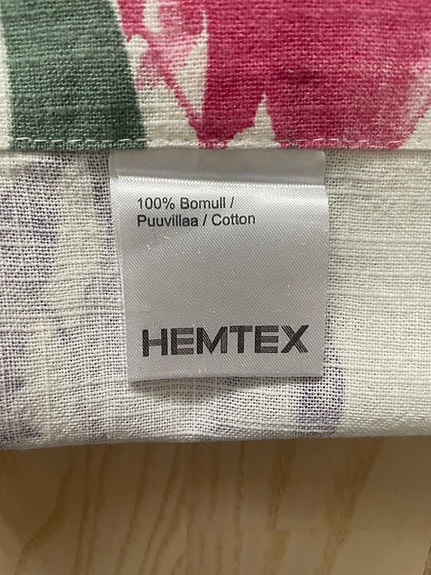 100% Bomull /
Puuvillaa / Cotton
HEMTEX